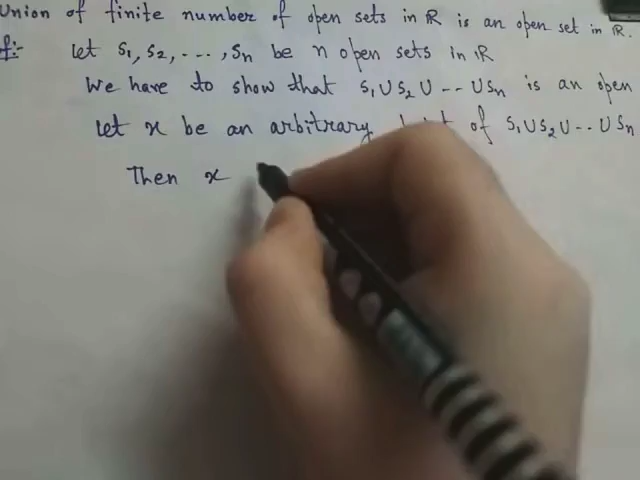 Union of finite number of open sets in ℝ is an open set in ℝ.
f:- Let S₁, S₂, ---, Sₙ be n open sets in ℝ
We have to show that S₁∪S₂∪--∪Sₙ is an open
Let x be an arbitrary of S₁∪S₂∪--∪Sₙ
Then x